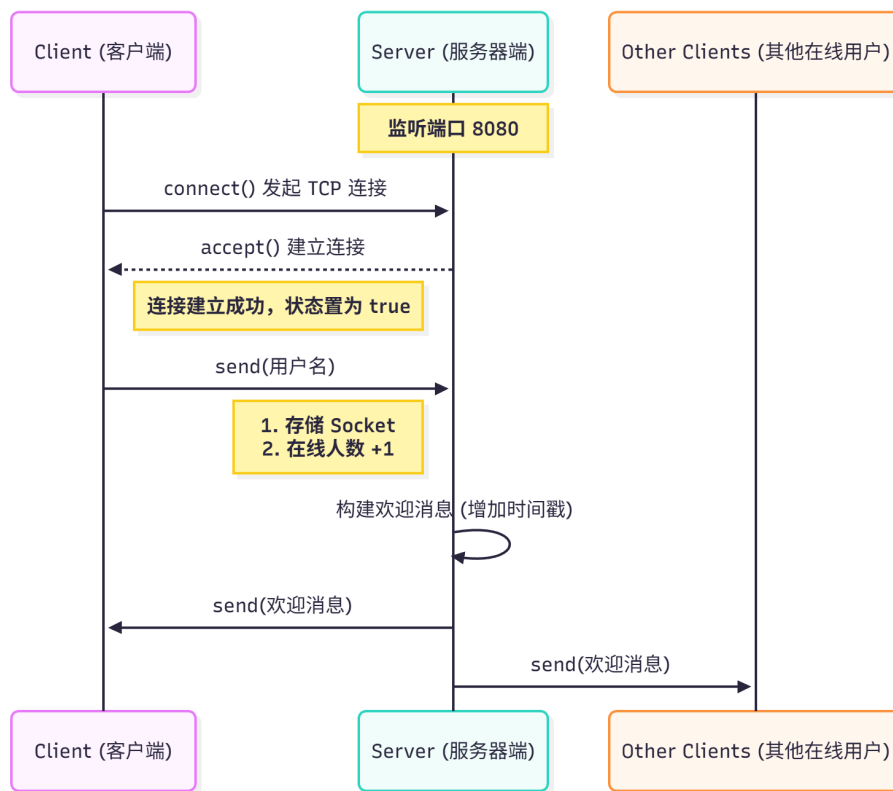 Client (客户端)
Server (服务器端)
Other Clients (其他在线用户)
监听端口 8080
connect() 发起 TCP 连接
accept() 建立连接
连接建立成功，状态置为 true
send(用户名)
1. 存储 Socket
2. 在线人数 +1
构建欢迎消息 (增加时间戳)
send(欢迎消息)
send(欢迎消息)
Client (客户端)
Server (服务器端)
Other Clients (其他在线用户)